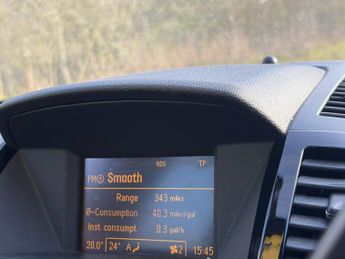 RDS TP
FM① Smooth
Range 343 miles
Ø-Consumption 40.3 miles/gal
Inst. consumpt. 0.3 gal/h
20.0° 24° A 2 15:45